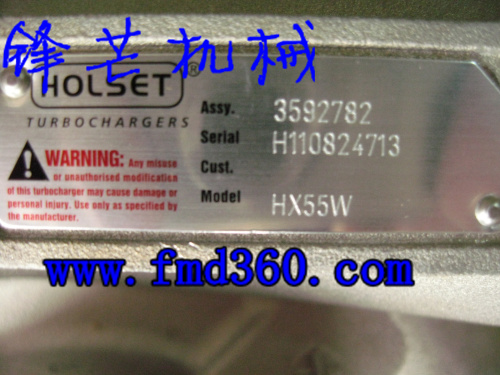 锋芒机械
HOLSET®
TURBOCHARGERS
WARNING: Any misuse
or unauthorised modification
of this turbocharger may cause damage or
personal injury. Use only as specified by
the manufacturer.
Assy. 3592782
Serial H110824713
Cust.
Model HX55W
www.fmd360.com